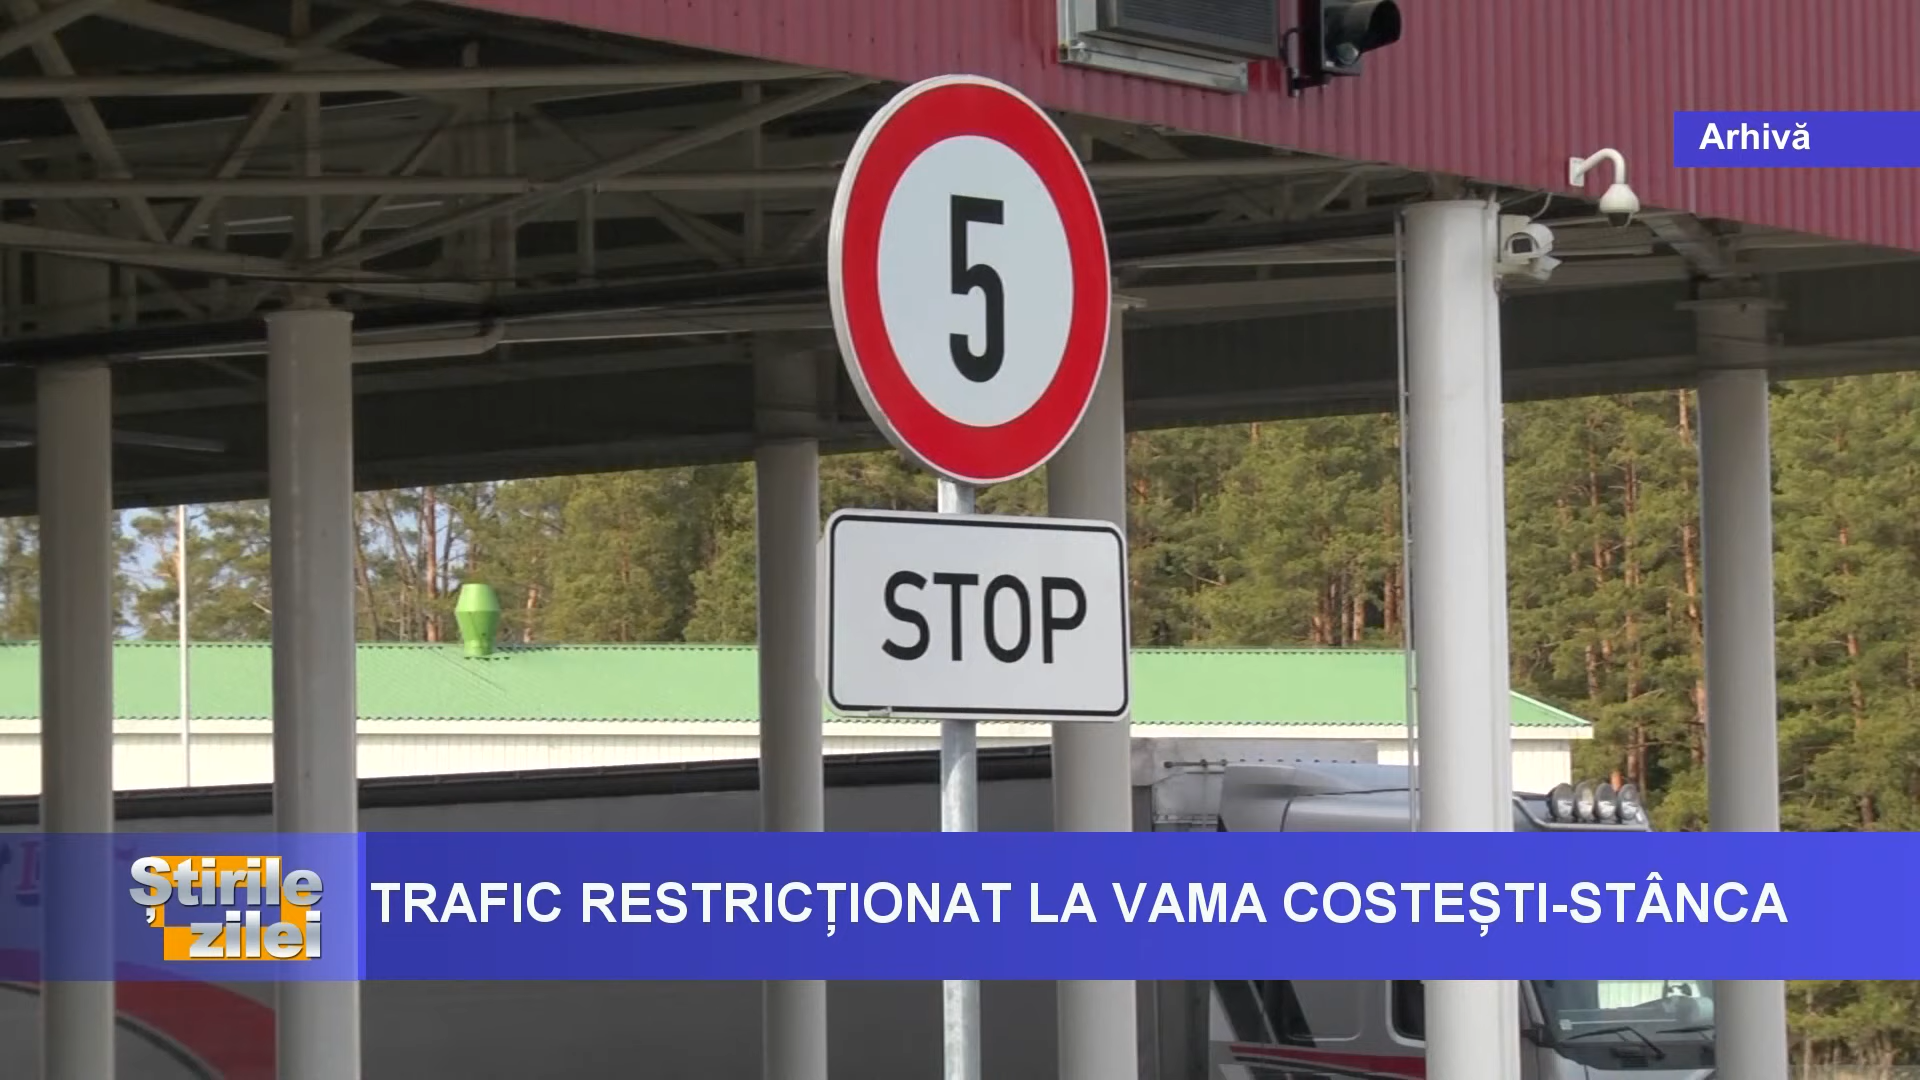 Arhivă
5
STOP
Știrile
zilei
TRAFIC RESTRICȚIONAT LA VAMA COSTEȘTI-STÂNCA